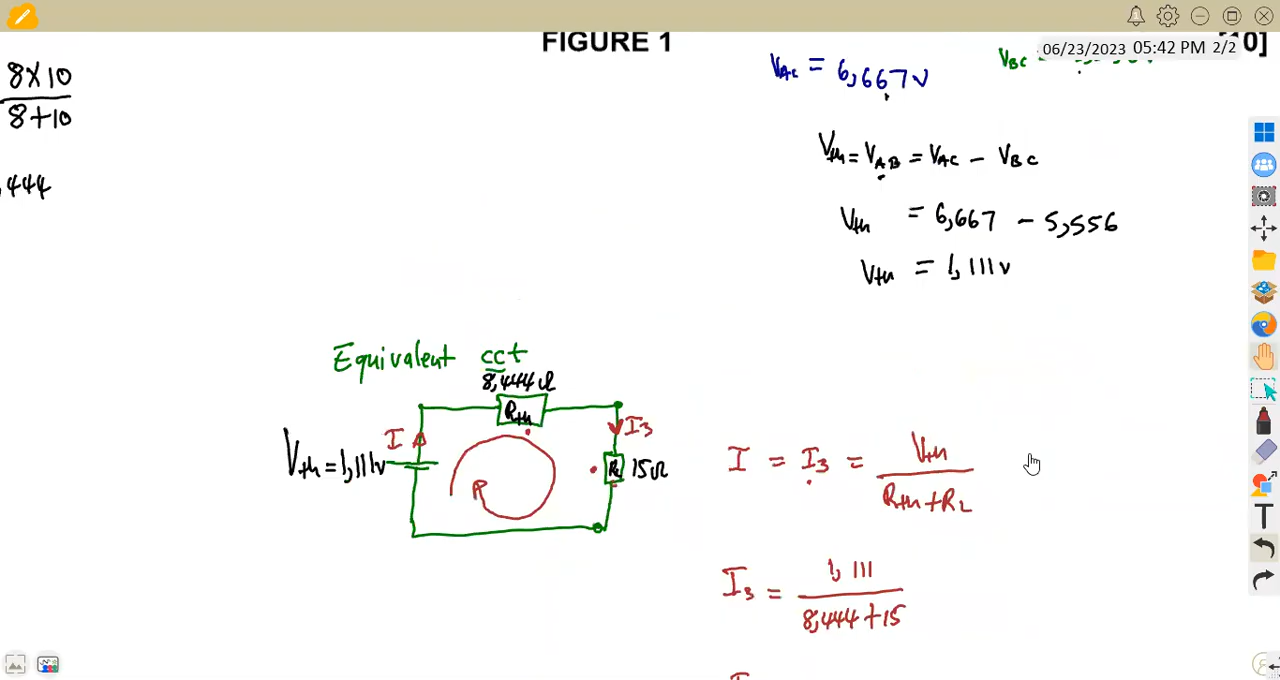 FIGURE 1
[10]
06/23/2023 05:42 PM 2/2
8×10
8+10
,444
VAC = 6,667V
VBC =
Vth = VAB = VAC - VBC
Vth = 6,667 - 5,556
Vth = 1,111V
Equivalent cct
8,444Ω
Rth
I
I3
Vth = 1,111V
RL 15Ω
I = I3 = Vth
Rth + RL
I3 = 1,111
8,444 + 15
I
T